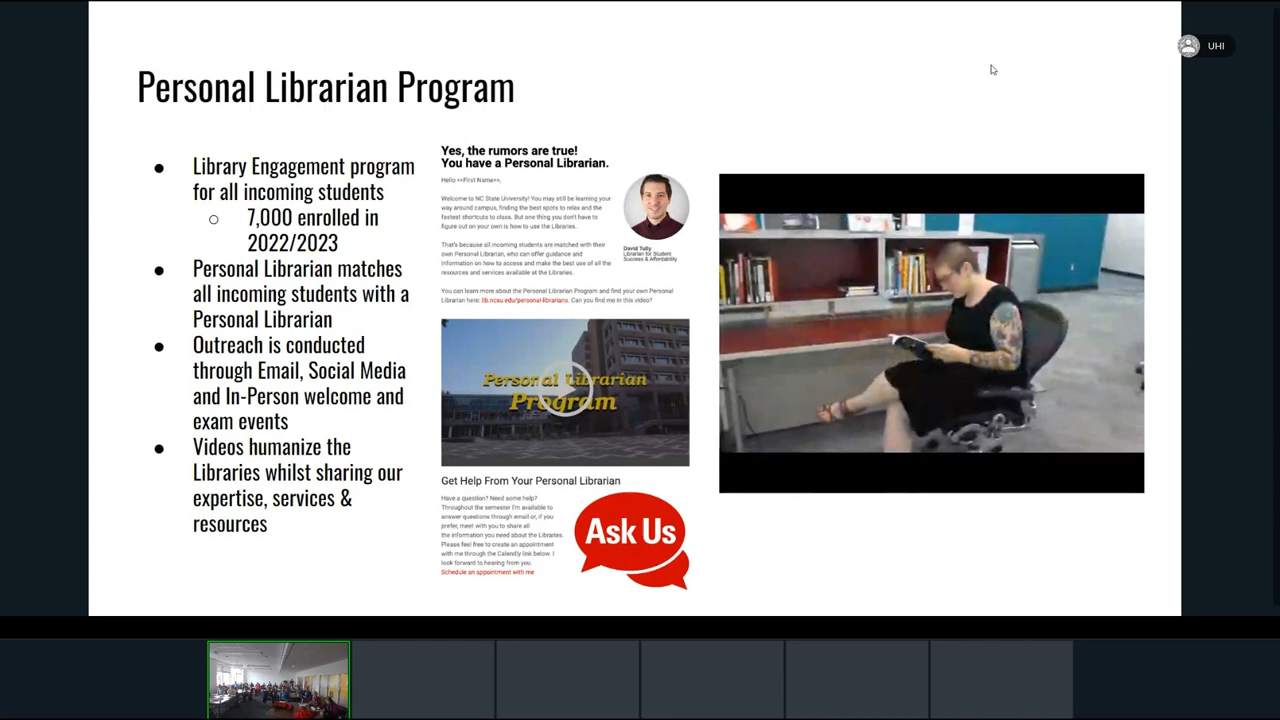 UHI
Personal Librarian Program
● Library Engagement program
for all incoming students
○ 7,000 enrolled in
2022/2023
● Personal Librarian matches
all incoming students with a
Personal Librarian
● Outreach is conducted
through Email, Social Media
and In-Person welcome and
exam events
● Videos humanize the
Libraries whilst sharing our
expertise, services &
resources
Yes, the rumors are true!
You have a Personal Librarian.
Hello <<First Name>>,
Welcome to NC State University! You may still be learning your
way around campus, finding the best spots to relax and the
fastest shortcuts to class. But one thing you don't have to
figure out on your own is how to use the Libraries.
That's because all incoming students are matched with their
own Personal Librarian, who can offer guidance and
information on how to access and make the best use of all the
resources and services available at the Libraries.
You can learn more about the Personal Librarian Program and find your own Personal
Librarian here: lib.ncsu.edu/personal-librarians. Can you find me in this video?
David Tully
Librarian for Student
Success & Affordability
Personal Librarian
Program
Get Help From Your Personal Librarian
Have a question? Need some help?
Throughout the semester I'm available to
answer questions through email or, if you
prefer, meet with you to share all
the information you need about the Libraries.
Please feel free to create an appointment
with me through the Calendly link below. I
look forward to hearing from you.
Schedule an appointment with me
Ask Us